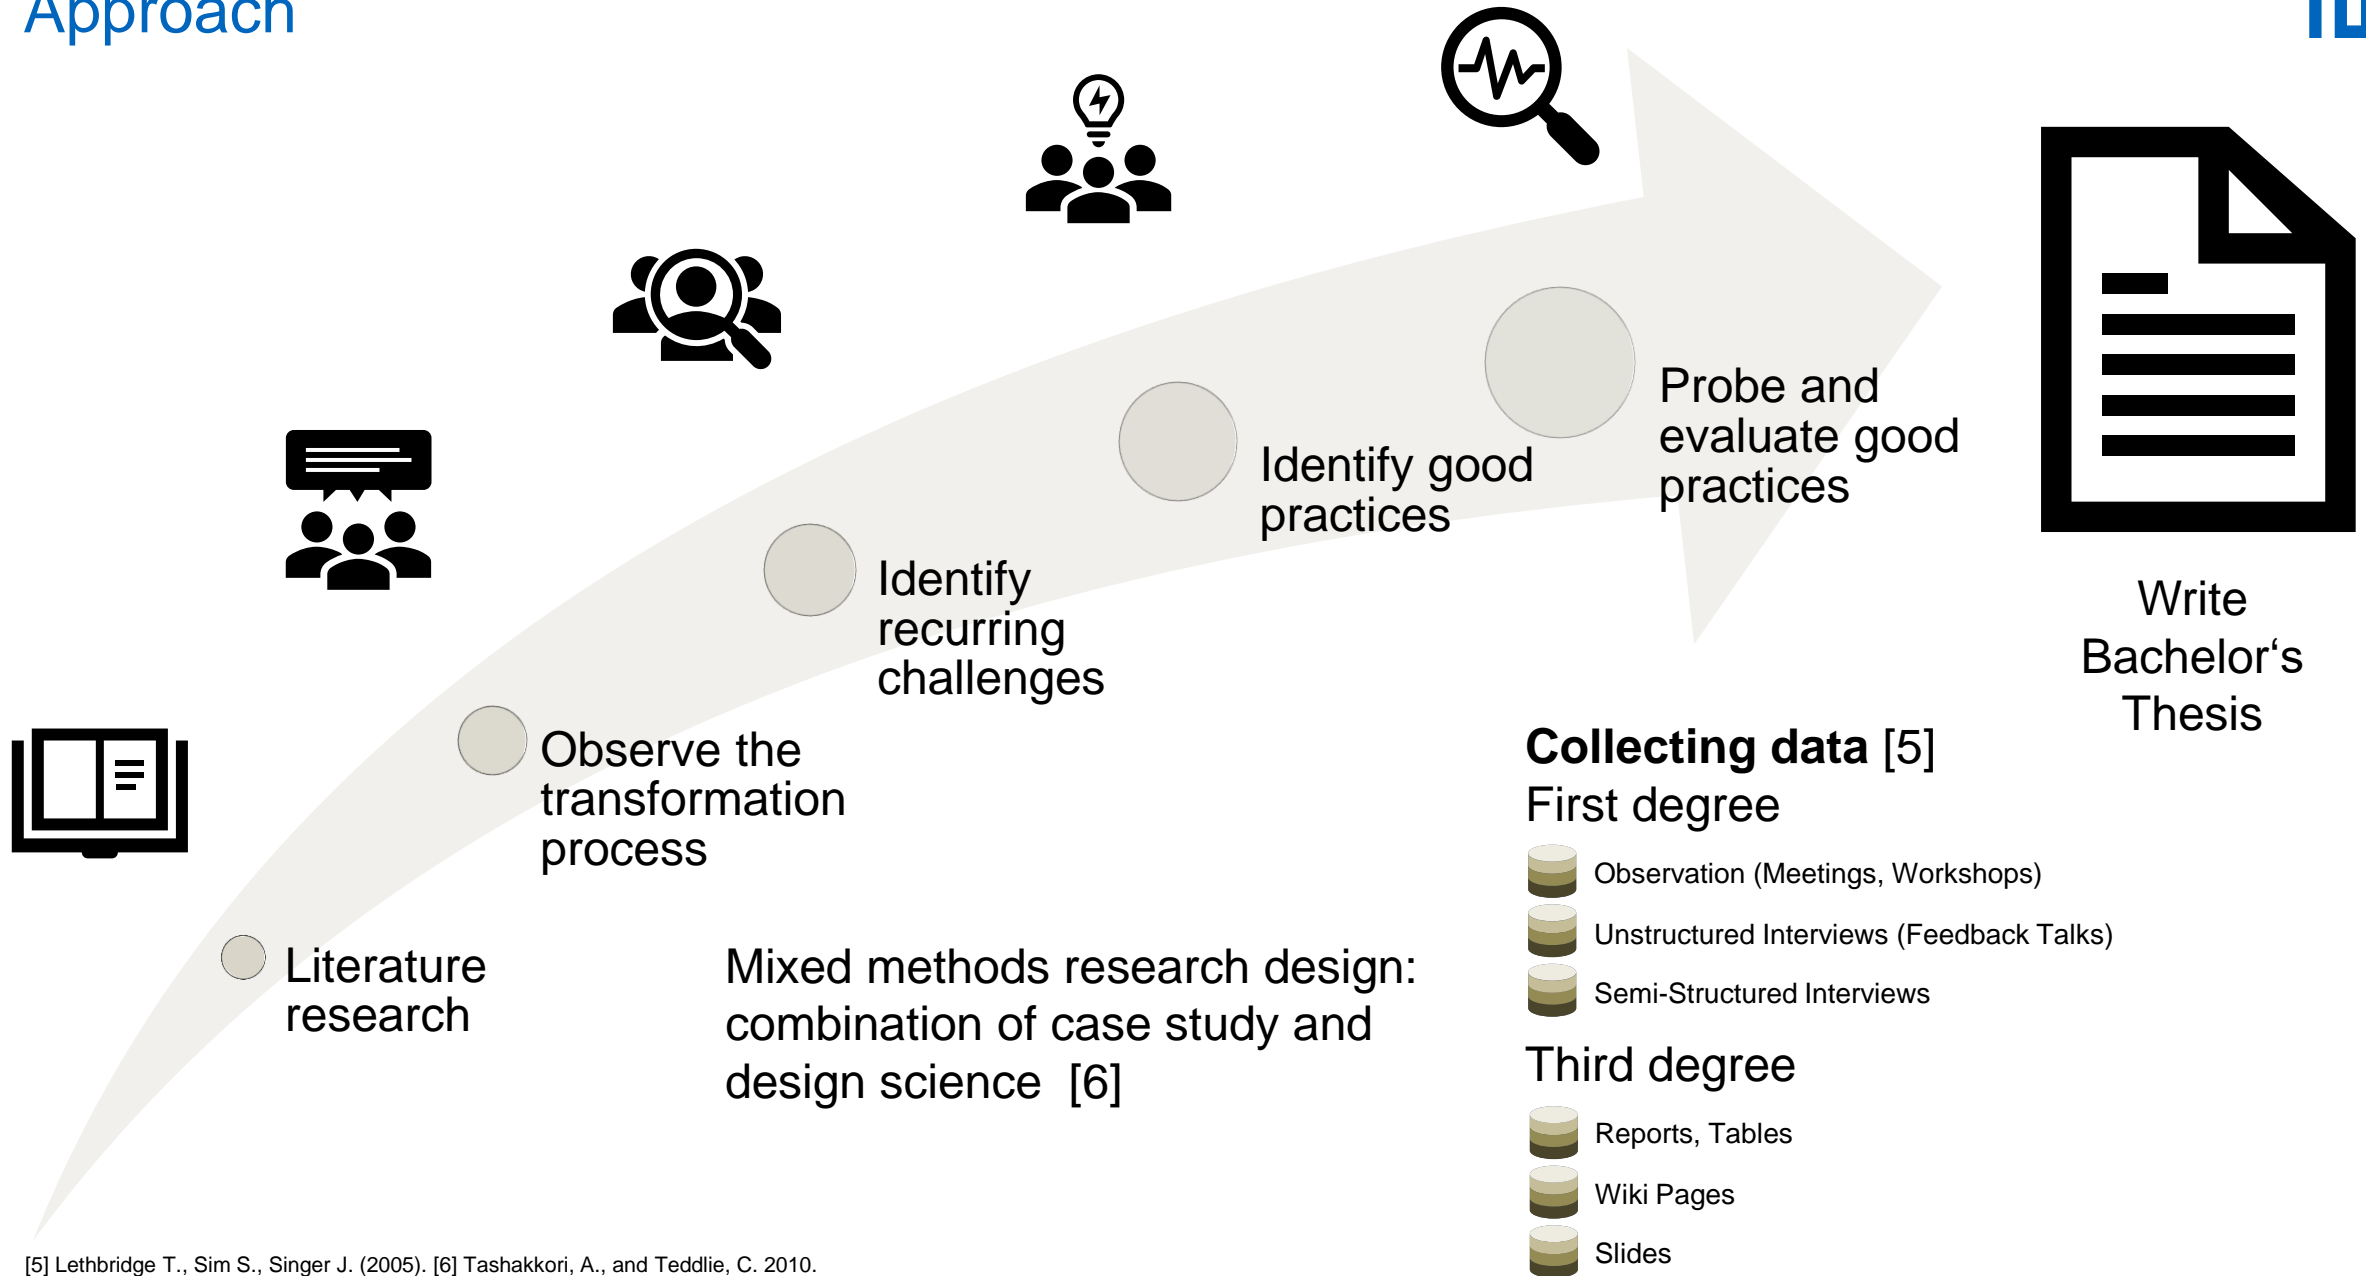 Approach
Probe and
evaluate good
practices
Identify good
practices
Identify
recurring
challenges
Observe the
transformation
process
Literature
research
Write
Bachelor‘s
Thesis
Mixed methods research design:
combination of case study and
design science [6]
Collecting data [5]
First degree
Observation (Meetings, Workshops)
Unstructured Interviews (Feedback Talks)
Semi-Structured Interviews
Third degree
Reports, Tables
Wiki Pages
Slides
[5] Lethbridge T., Sim S., Singer J. (2005). [6] Tashakkori, A., and Teddlie, C. 2010.